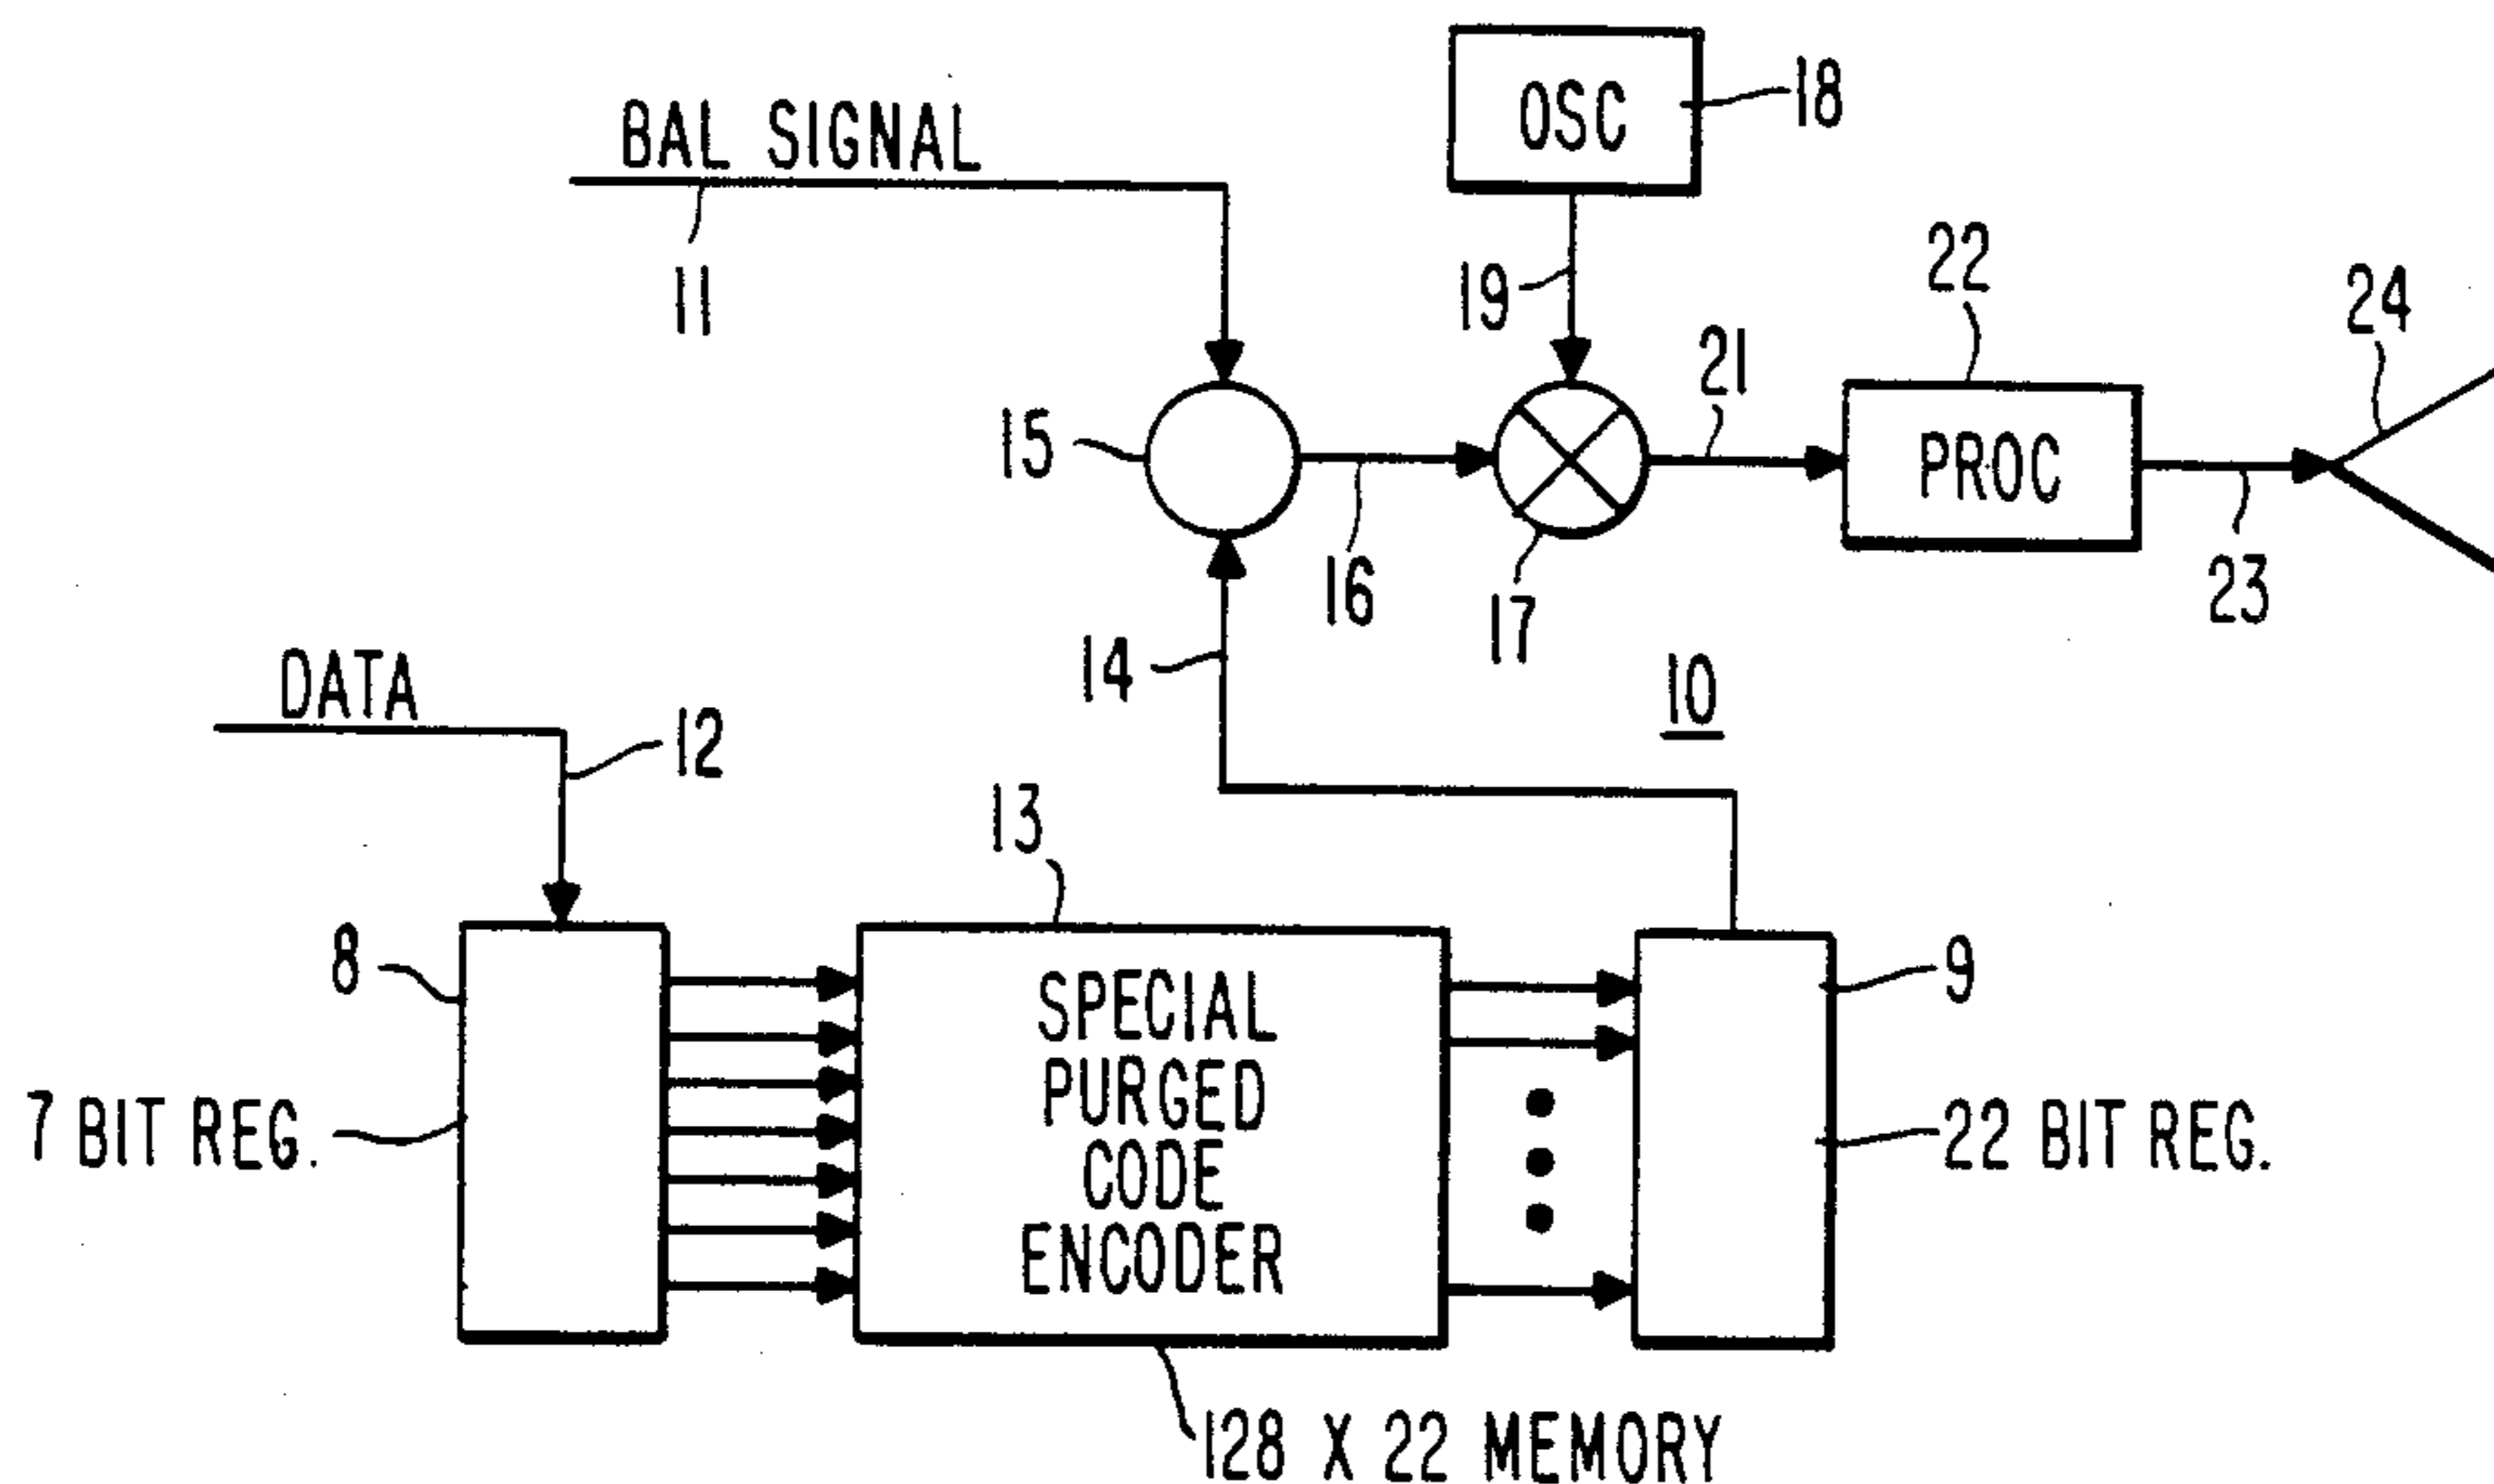 OSC
18
BAL SIGNAL
11
19
22
24
21
15
PROC
16
17
23
14
10
DATA
12
13
8
9
SPECIAL
PURGED
CODE
ENCODER
7 BIT REG.
22 BIT REG.
128 X 22 MEMORY